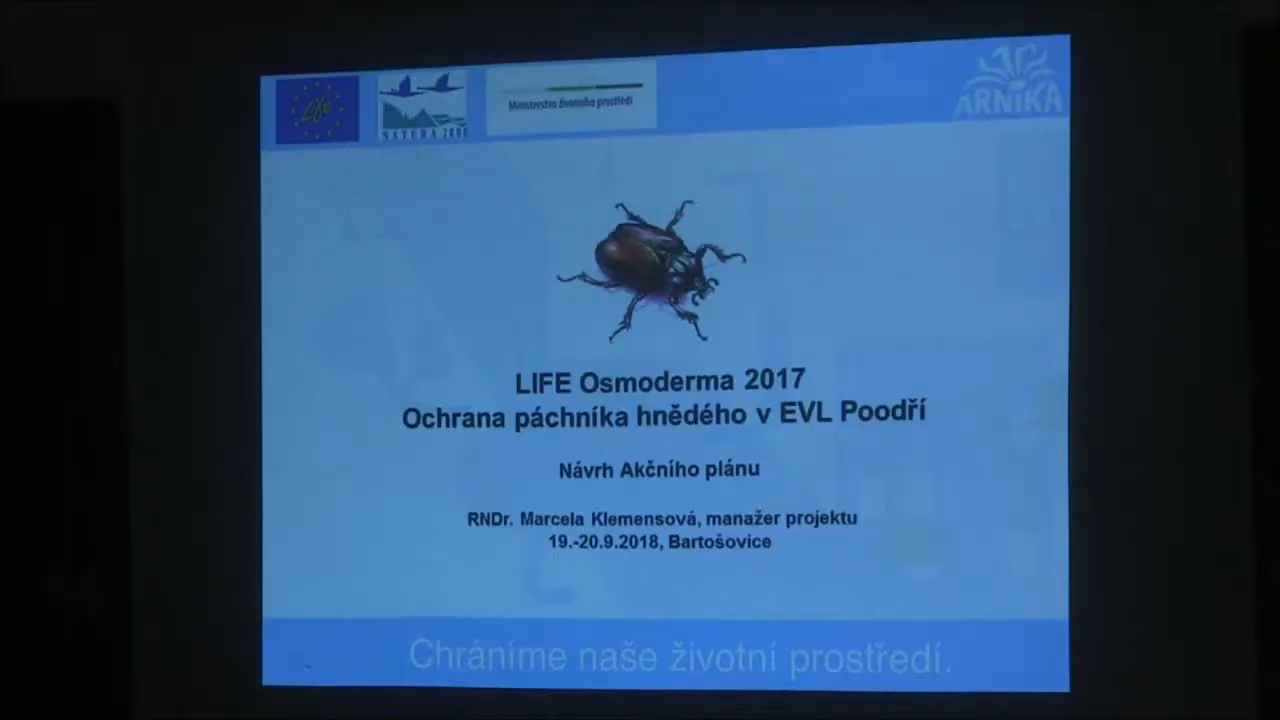 Life
NATURA 2000
Ministerstvo životního prostředí
ARNIKA
LIFE Osmoderma 2017
Ochrana páchníka hnědého v EVL Poodří
Návrh Akčního plánu
RNDr. Marcela Klemensová, manažer projektu
19.-20.9.2018, Bartošovice
Chráníme naše životní prostředí.